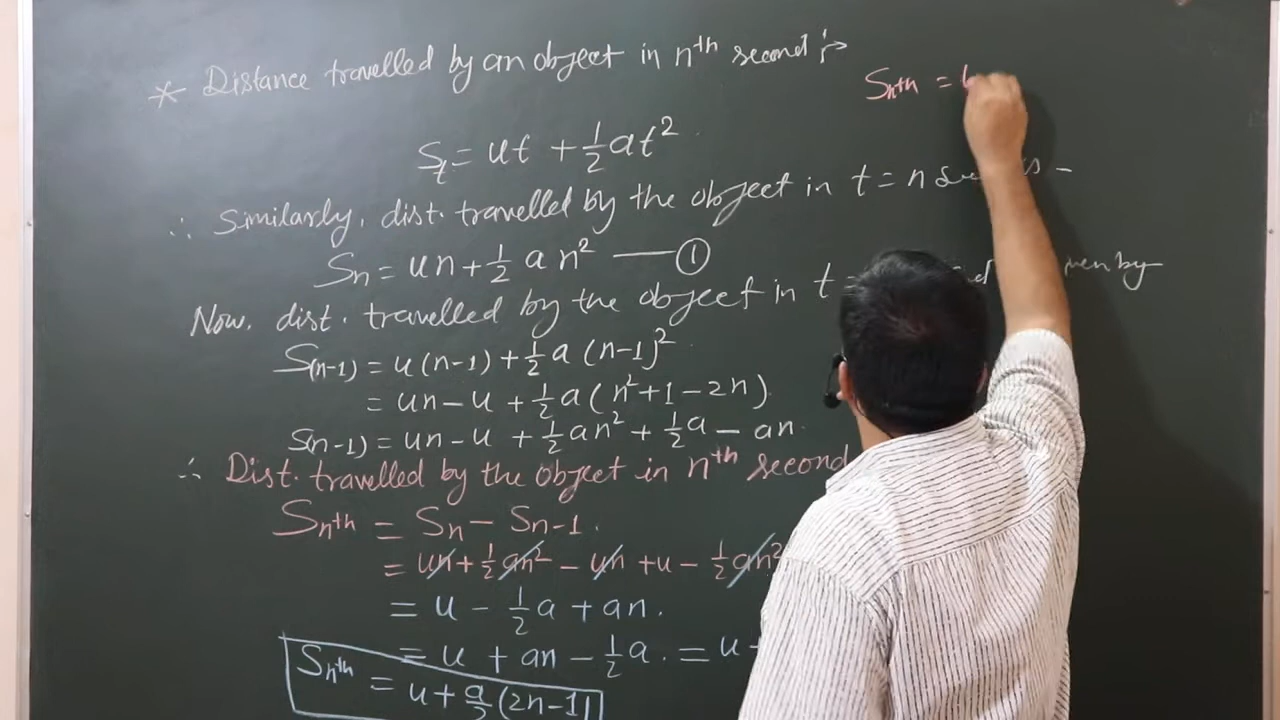 * Distance travelled by an object in nth second :→
Snth =
St = ut + 1/2 at²
∴ Similarly, dist. travelled by the object in t = n
Sn = un + 1/2 an² —— ①
Now, dist. travelled by the object in t = by
S(n-1) = u(n-1) + 1/2 a (n-1)²
= un - u + 1/2 a (n² + 1 - 2n)
S(n-1) = un - u + 1/2 an² + 1/2 a - an.
∴ Dist. travelled by the object in nth second
Snth = Sn - Sn-1.
= un + 1/2 an² - un + u - 1/2 an²
= u - 1/2 a + an.
= u + an - 1/2 a. = u
Snth = u + a/2 (2n-1)